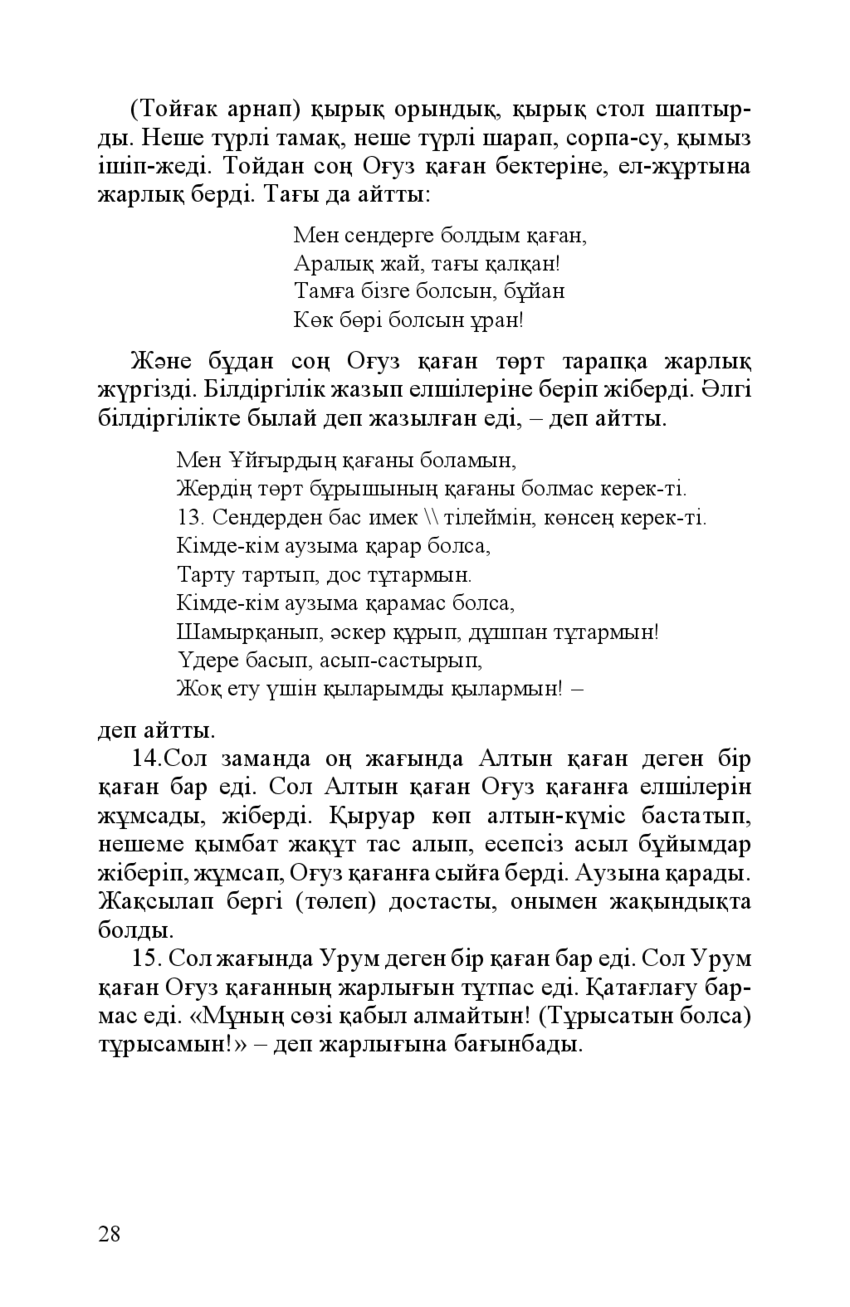 (Тойғак арнап) қырық орындық, қырық стол шаптыр-
ды. Неше түрлі тамақ, неше түрлі шарап, сорпа-су, қымыз
ішіп-жеді. Тойдан соң Оғуз қаған бектеріне, ел-жұртына
жарлық берді. Тағы да айтты:
Мен сендерге болдым қаған,
Аралық жай, тағы қалқан!
Тамға бізге болсын, бұйан
Көк бөрі болсын ұран!
Және бұдан соң Оғуз қаған төрт тарапқа жарлық
жүргізді. Білдіргілік жазып елшілеріне беріп жіберді. Әлгі
білдіргілікте былай деп жазылған еді, – деп айтты.
Мен Ұйғырдың қағаны боламын,
Жердің төрт бұрышының қағаны болмас керек-ті.
13. Сендерден бас имек \\ тілеймін, көнсең керек-ті.
Кімде-кім аузыма қарар болса,
Тарту тартып, дос тұтармын.
Кімде-кім аузыма қарамас болса,
Шамырқанып, әскер құрып, дұшпан тұтармын!
Үдере басып, асып-састырып,
Жоқ ету үшін қыларымды қылармын! –
деп айтты.
14.Сол заманда оң жағында Алтын қаған деген бір
қаған бар еді. Сол Алтын қаған Оғуз қағанға елшілерін
жұмсады, жіберді. Қыруар көп алтын-күміс бастатып,
нешеме қымбат жақұт тас алып, есепсіз асыл бұйымдар
жіберіп, жұмсап, Оғуз қағанға сыйға берді. Аузына қарады.
Жақсылап бергі (төлеп) достасты, онымен жақындықта
болды.
15. Сол жағында Урум деген бір қаған бар еді. Сол Урум
қаған Оғуз қағанның жарлығын тұтпас еді. Қатағлағу бар-
мас еді. «Мұның сөзі қабыл алмайтын! (Тұрысатын болса)
тұрысамын!» – деп жарлығына бағынбады.
28